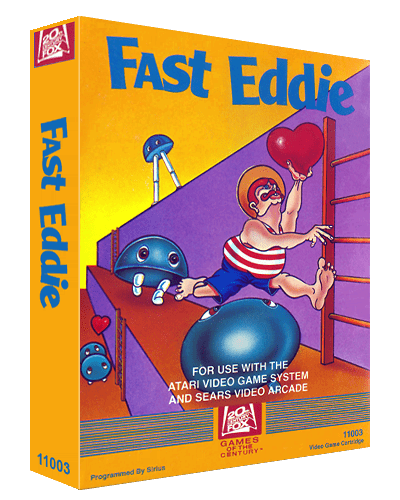 20th
CENTURY
FOX
FAST EDDIE
FAST EDDIE
11003
FOR USE WITH THE
ATARI VIDEO GAME SYSTEM
AND SEARS VIDEO ARCADE
20th
CENTURY
FOX
GAMES
OF THE
CENTURY™
11003
Video Game Cartridge
Programmed By Sirius